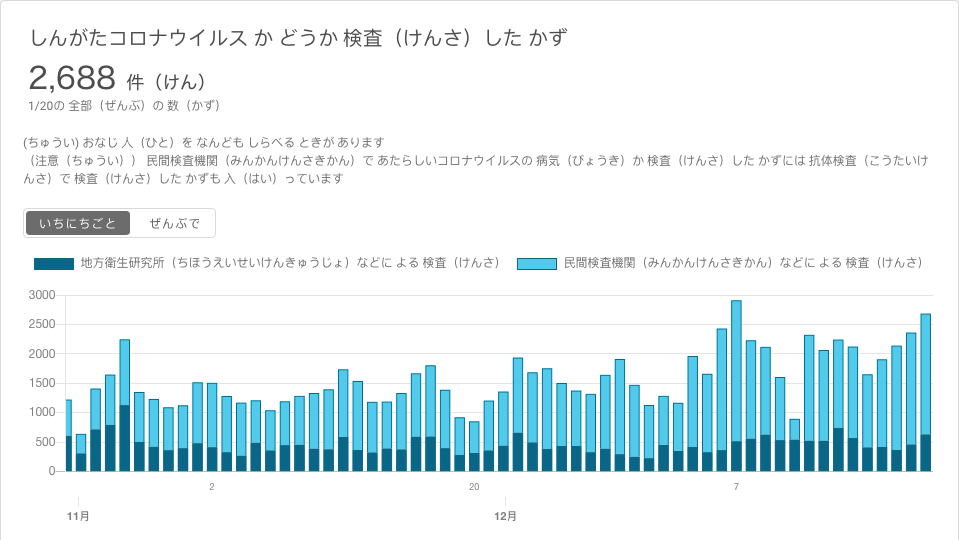 しんがたコロナウイルス か どうか 検査（けんさ）した かず
2,688 件（けん）
1/20の 全部（ぜんぶ）の 数（かず）
(ちゅうい) おなじ 人（ひと）を なんども しらべる ときが あります
（注意（ちゅうい）） 民間検査機関（みんかんけんさきかん）で あたらしいコロナウイルスの 病気（びょうき）か 検査（けんさ）した かずには 抗体検査（こうたいけ
んさ）で 検査（けんさ）した かずも 入（はい）っています
いちにちごと ぜんぶで
地方衛生研究所（ちほうえいせいけんきゅうじょ）などに よる 検査（けんさ） 民間検査機関（みんかんけんさきかん）などに よる 検査（けんさ）
3000
2500
2000
1500
1000
500
0
2 20 7
11月 12月